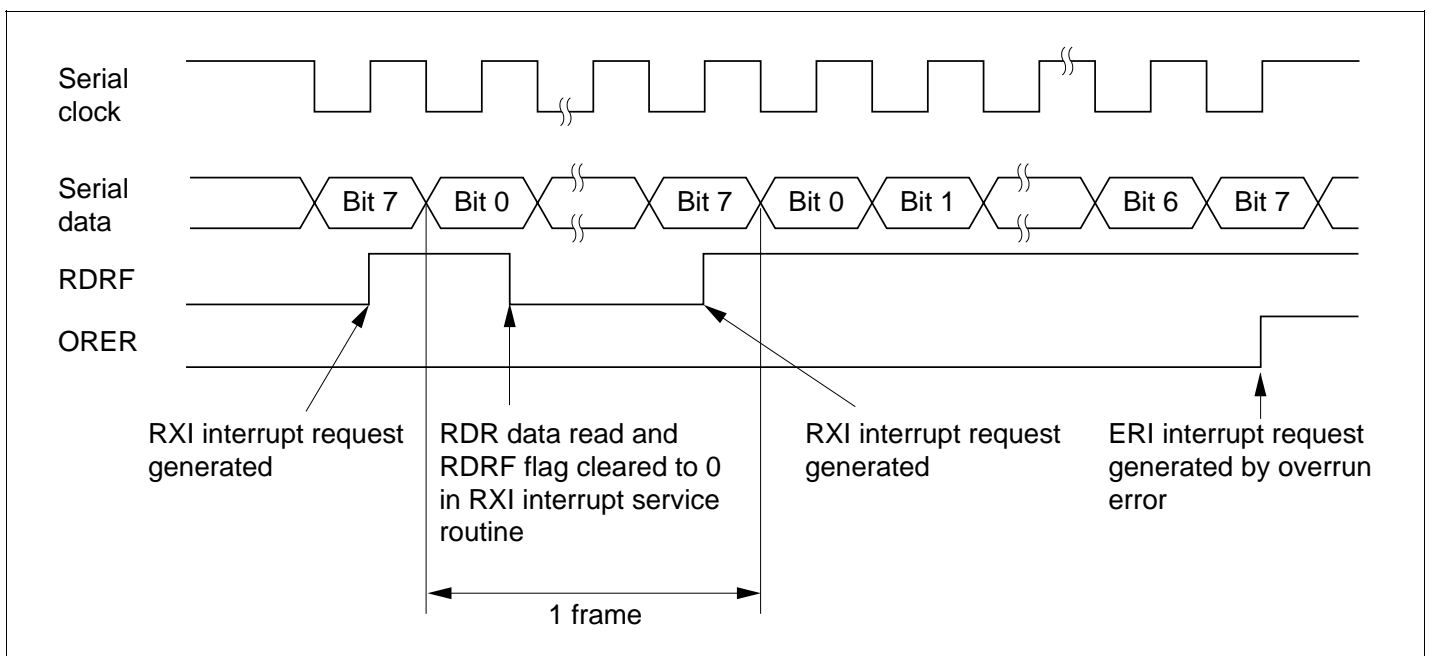 Serial
clock
Serial
data
Bit 7
Bit 0
Bit 7
Bit 0
Bit 1
Bit 6
Bit 7
RDRF
ORER
RXI interrupt request
generated
RDR data read and
RDRF flag cleared to 0
in RXI interrupt service
routine
RXI interrupt request
generated
ERI interrupt request
generated by overrun
error
1 frame